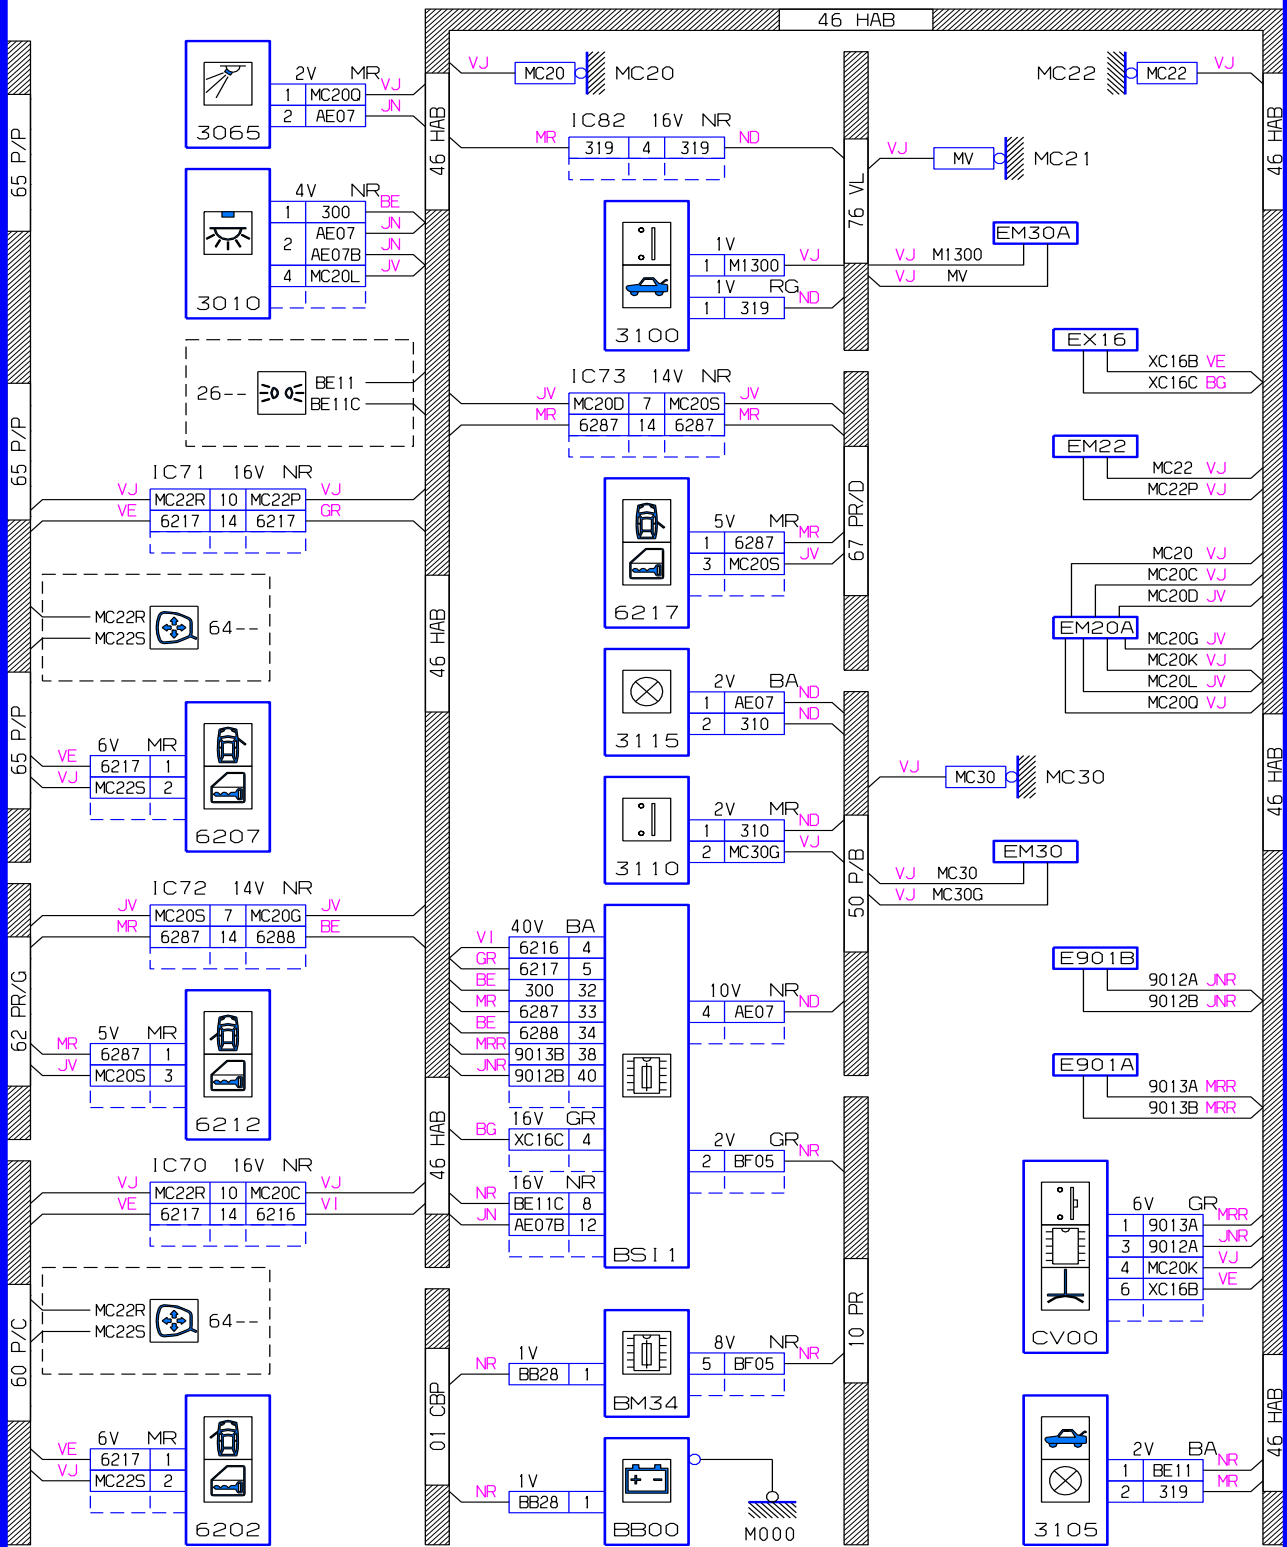 46 HAB
65 P/P
65 P/P
65 P/P
62 PR/G
60 P/C
3065
2V MR
1 MC20Q VJ
2 AE07 JN
3010
4V NR
1 300 BE
2 AE07 JN
AE07B JN
4 MC20L JV
26--
BE11
BE11C
IC71 16V NR
VJ MC22R 10 MC22P VJ
VE 6217 14 6217 GR
MC22R
MC22S
64--
6V MR
VE 6217 1
VJ MC22S 2
6207
IC72 14V NR
JV MC20S 7 MC20G JV
MR 6287 14 6288 BE
5V MR
MR 6287 1
JV MC20S 3
6212
IC70 16V NR
VJ MC22R 10 MC20C VJ
VE 6217 14 6216 VI
MC22R
MC22S
64--
6V MR
VE 6217 1
VJ MC22S 2
6202
46 HAB
46 HAB
46 HAB
01 CBP
VJ MC20 MC20
IC82 16V NR
MR 319 4 319 ND
3100
1V
1 M1300 VJ
1V RG
1 319 ND
IC73 14V NR
JV MC20D 7 MC20S JV
MR 6287 14 6287 MR
6217
5V MR
1 6287 MR
3 MC20S JV
3115
2V BA
1 AE07 ND
2 310 ND
3110
2V MR
1 310 ND
2 MC30G VJ
40V BA
VI 6216 4
GR 6217 5
BE 300 32
MR 6287 33
BE 6288 34
MRR 9013B 38
JNR 9012B 40
16V GR
BG XC16C 4
16V NR
NR BE11C 8
JN AE07B 12
BSI1
10V NR
4 AE07 ND
2V GR
2 BF05 NR
1V
NR BB28 1
BM34
8V NR
5 BF05 NR
1V
NR BB28 1
BB00
M000
76 VL
67 PR/D
50 P/B
10 PR
VJ MV MC21
EM30A
VJ M1300
VJ MV
VJ MC30 MC30
EM30
VJ MC30
VJ MC30G
MC22 MC22 VJ
EX16
XC16B VE
XC16C BG
EM22
MC22 VJ
MC22P VJ
MC20 VJ
MC20C VJ
MC20D JV
EM20A
MC20G JV
MC20K VJ
MC20L JV
MC20Q VJ
E901B
9012A JNR
9012B JNR
E901A
9013A MRR
9013B MRR
CV00
6V GR
1 9013A MRR
3 9012A JNR
4 MC20K VJ
6 XC16B VE
3105
2V BA
1 BE11 NR
2 319 MR
46 HAB
46 HAB
46 HAB